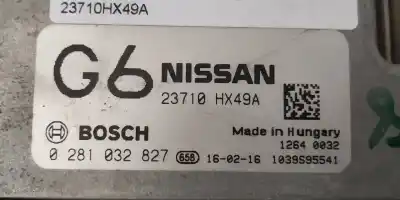 23710HX49A
G6 NISSAN
23710 HX49A
BOSCH
Made in Hungary
1264 0032
0 281 032 827 658 16-02-16 1039S95541